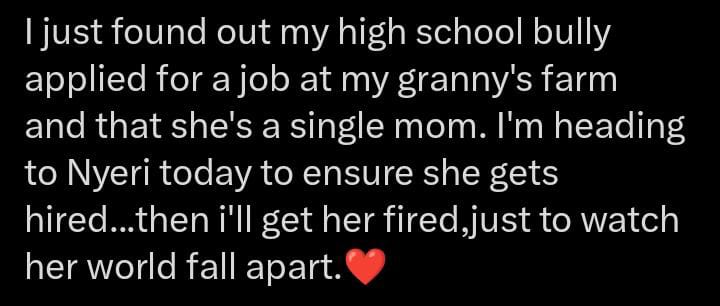 I just found out my high school bully
applied for a job at my granny's farm
and that she's a single mom. I'm heading
to Nyeri today to ensure she gets
hired...then i'll get her fired,just to watch
her world fall apart.❤️